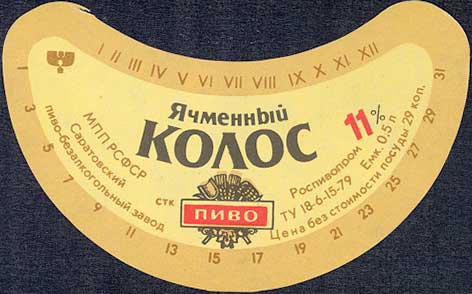 I II III IV V VI VII VIII IX X XI XII
Ячменный
КОЛОС
11%
МПП РСФСР
Саратовский
пиво-безалкогольный завод
стк
ПИВО
Роспивопром
ТУ 18-6-15-79 Емк. 0,5 л
Цена без стоимости посуды 29 коп.
1 3 5 7 9 11 13 15 17 19 21 23 25 27 29 31